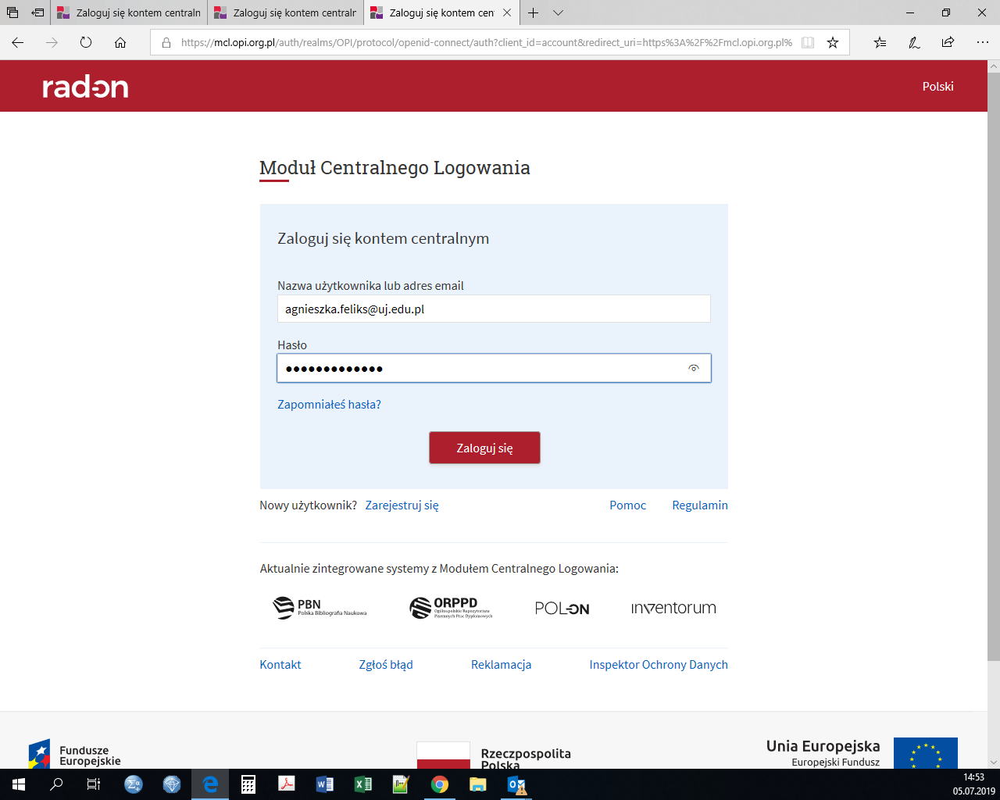 Zaloguj się kontem centraln
Zaloguj się kontem centraln
Zaloguj się kontem cen
https://mcl.opi.org.pl/auth/realms/OPI/protocol/openid-connect/auth?client_id=account&redirect_uri=https%3A%2F%2Fmcl.opi.org.pl%
radon
Polski
Moduł Centralnego Logowania
Zaloguj się kontem centralnym
Nazwa użytkownika lub adres email
agnieszka.feliks@uj.edu.pl
Hasło
●●●●●●●●●●●●●
Zapomniałeś hasła?
Zaloguj się
Nowy użytkownik? Zarejestruj się Pomoc Regulamin
Aktualnie zintegrowane systemy z Modułem Centralnego Logowania:
PBN
Polska Bibliografia Naukowa
ORPPD
Ogólnopolskie Repozytorium
Pisemnych Prac Dyplomowych
POL-ON
inventorum
Kontakt Zgłoś błąd Reklamacja Inspektor Ochrony Danych
Fundusze
Europejskie
Rzeczpospolita
Polska
Unia Europejska
Europejski Fundusz
14:53
05.07.2019